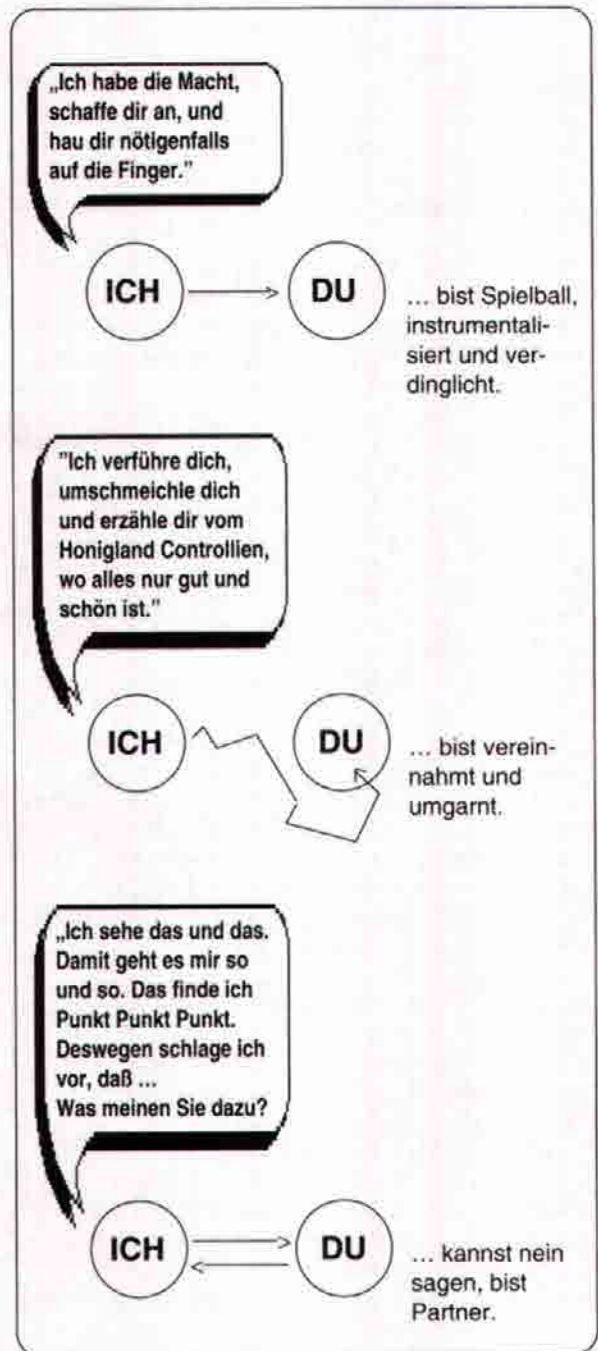 „Ich habe die Macht,
schaffe dir an, und
hau dir nötigenfalls
auf die Finger.”
ICH
DU
... bist Spielball,
instrumentali-
siert und ver-
dinglicht.
”Ich verführe dich,
umschmeichle dich
und erzähle dir vom
Honigland Controllien,
wo alles nur gut und
schön ist.”
ICH
DU
... bist verein-
nahmt und
umgarnt.
„Ich sehe das und das.
Damit geht es mir so
und so. Das finde ich
Punkt Punkt Punkt.
Deswegen schlage ich
vor, daß ...
Was meinen Sie dazu?
ICH
DU
... kannst nein
sagen, bist
Partner.